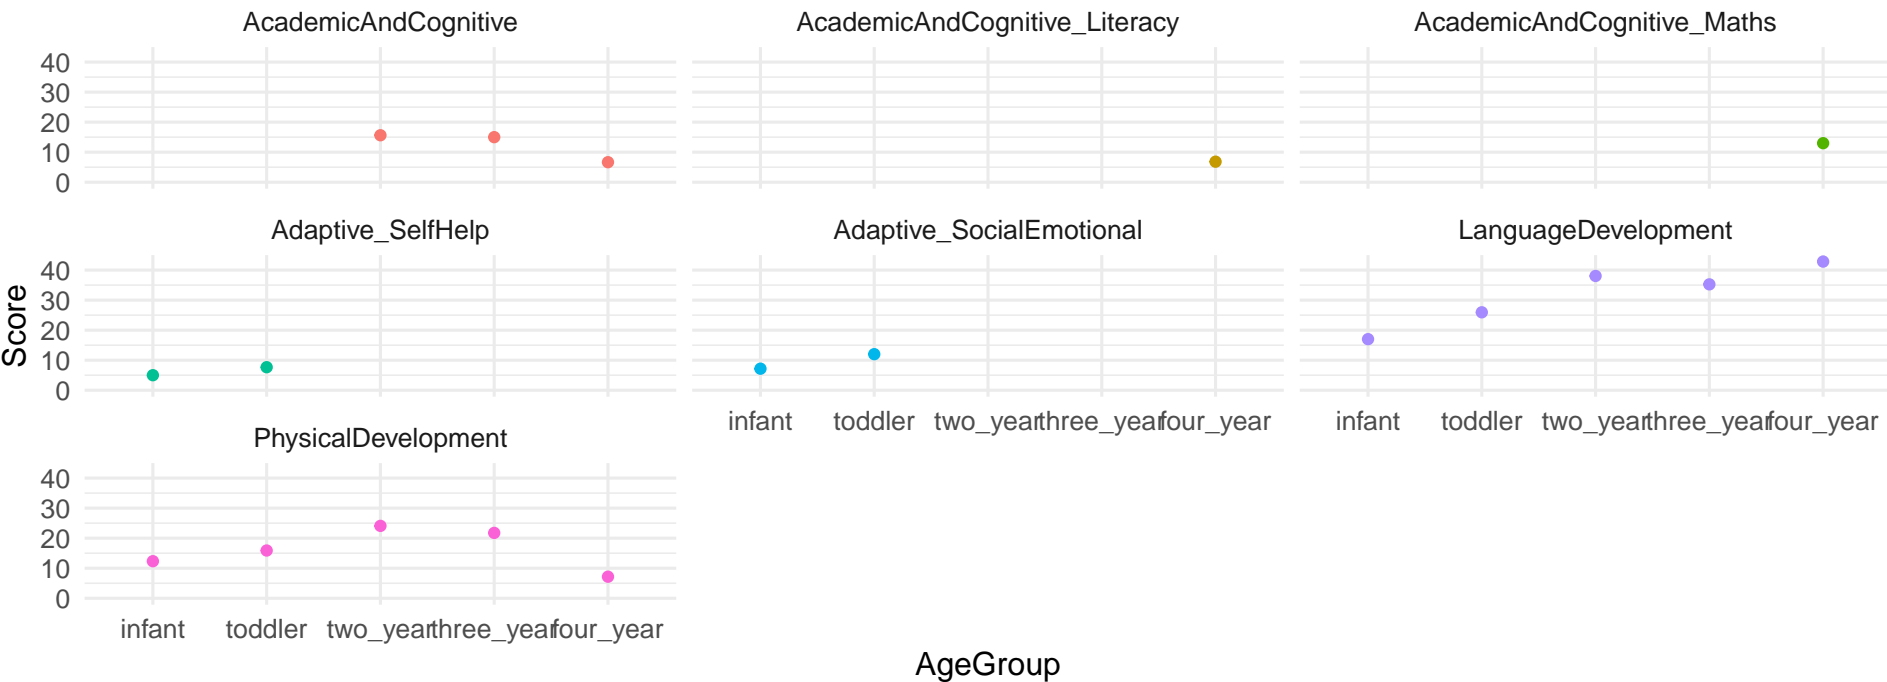 AcademicAndCognitive AcademicAndCognitive_Literacy AcademicAndCognitive_Maths
40
30
20
10
0
Adaptive_SelfHelp Adaptive_SocialEmotional LanguageDevelopment
40
30
20
10
0
Score
infant toddler two_year three_year four_year infant toddler two_year three_year four_year
PhysicalDevelopment
40
30
20
10
0
infant toddler two_year three_year four_year
AgeGroup